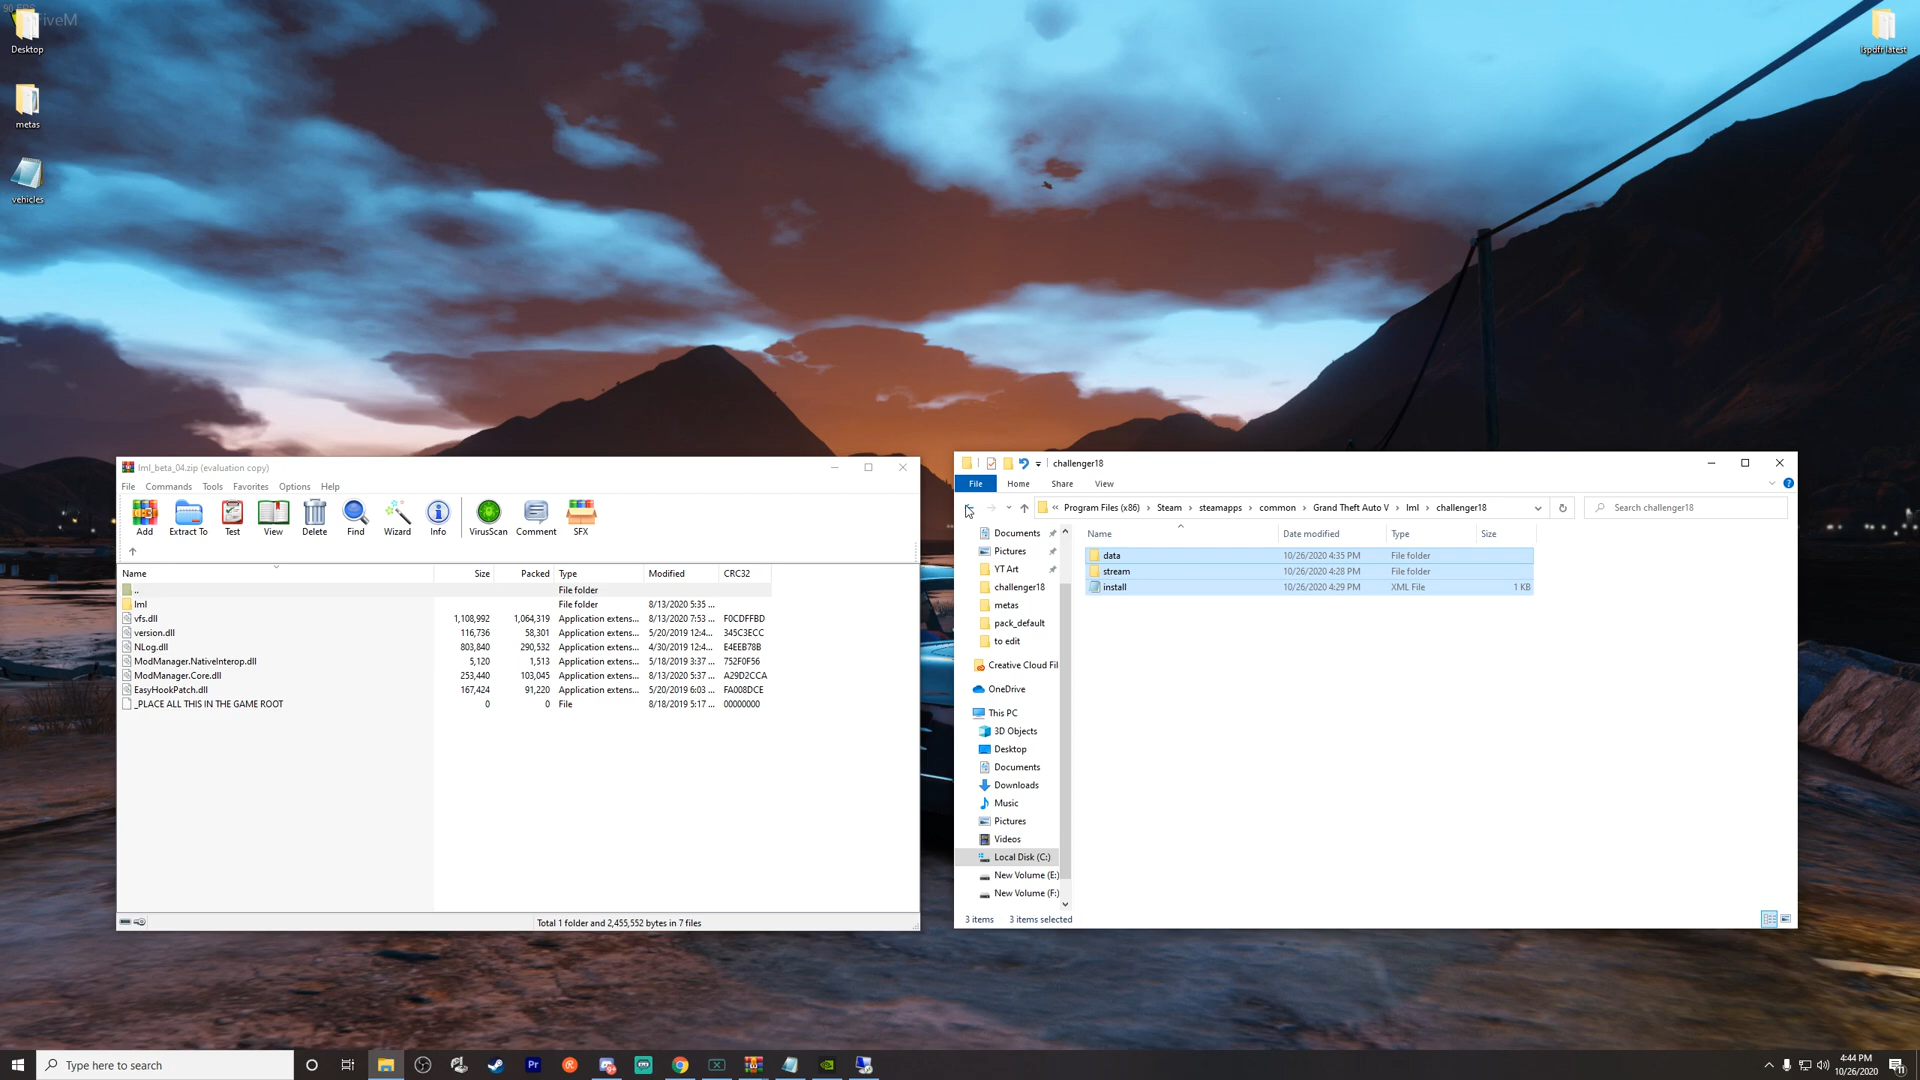 90 FPS
FiveM
Desktop
metas
vehicles
lspdfr latest
lml_beta_04.zip (evaluation copy)
File Commands Tools Favorites Options Help
Add Extract To Test View Delete Find Wizard Info VirusScan Comment SFX
Name Size Packed Type Modified CRC32
.. File folder
lml File folder 8/13/2020 5:35 ...
vfs.dll 1,108,992 1,064,319 Application extens... 8/13/2020 7:53 ... F0CDFFBD
version.dll 116,736 58,301 Application extens... 5/20/2019 12:4... 345C3ECC
NLog.dll 803,840 290,532 Application extens... 4/30/2019 12:4... E4EEB78B
ModManager.NativeInterop.dll 5,120 1,513 Application extens... 5/18/2019 3:37 ... 752F0F56
ModManager.Core.dll 253,440 103,045 Application extens... 8/13/2020 5:37 ... A29D2CCA
EasyHookPatch.dll 167,424 91,220 Application extens... 5/20/2019 6:03 ... FA008DCE
_PLACE ALL THIS IN THE GAME ROOT 0 0 File 8/18/2019 5:17 ... 00000000
Total 1 folder and 2,455,552 bytes in 7 files
challenger18
File Home Share View
« Program Files (x86) › Steam › steamapps › common › Grand Theft Auto V › lml › challenger18
Search challenger18
Documents
Pictures
YT Art
challenger18
metas
pack_default
to edit
Creative Cloud Fil
OneDrive
This PC
3D Objects
Desktop
Documents
Downloads
Music
Pictures
Videos
Local Disk (C:)
New Volume (E:)
New Volume (F:)
Name Date modified Type Size
data 10/26/2020 4:35 PM File folder
stream 10/26/2020 4:28 PM File folder
install 10/26/2020 4:29 PM XML File 1 KB
3 items 3 items selected
Type here to search
Pr
4:44 PM
10/26/2020